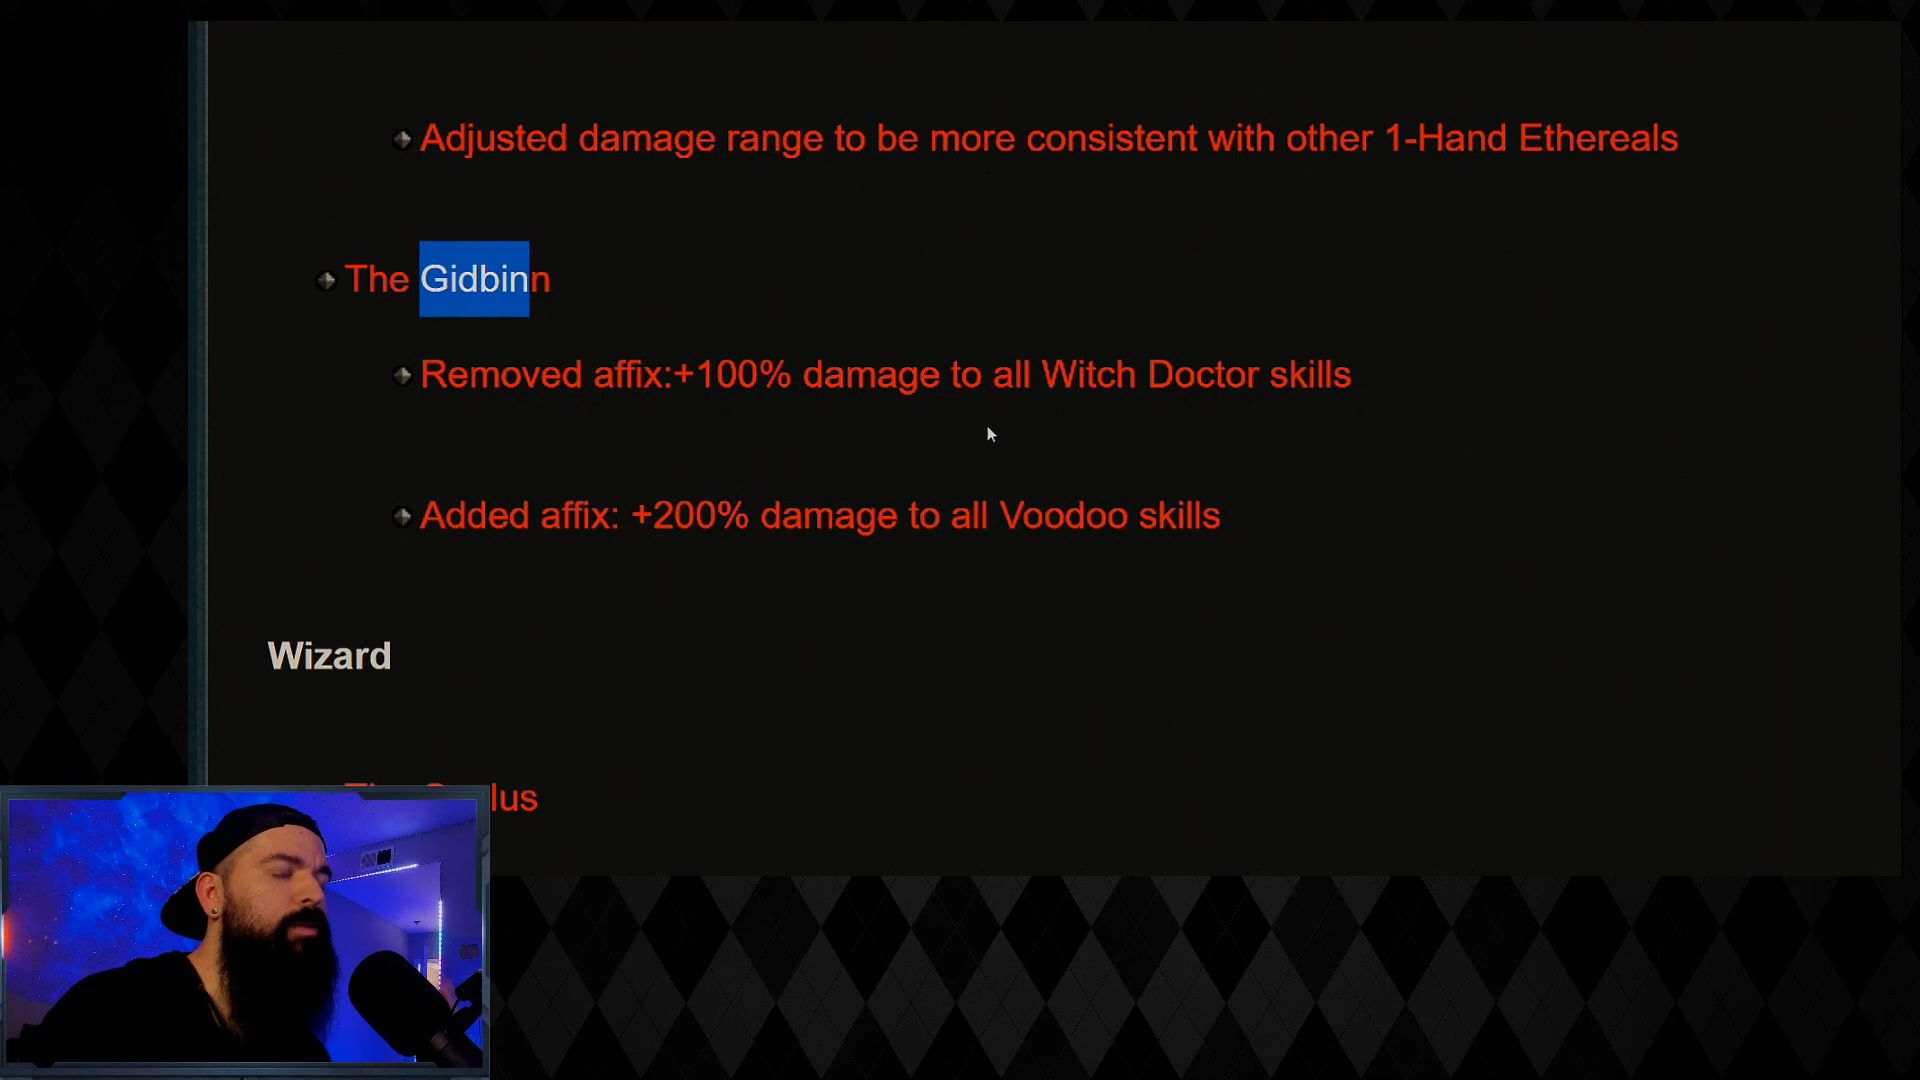 Adjusted damage range to be more consistent with other 1-Hand Ethereals
The Gidbinn
Removed affix:+100% damage to all Witch Doctor skills
Added affix: +200% damage to all Voodoo skills
Wizard